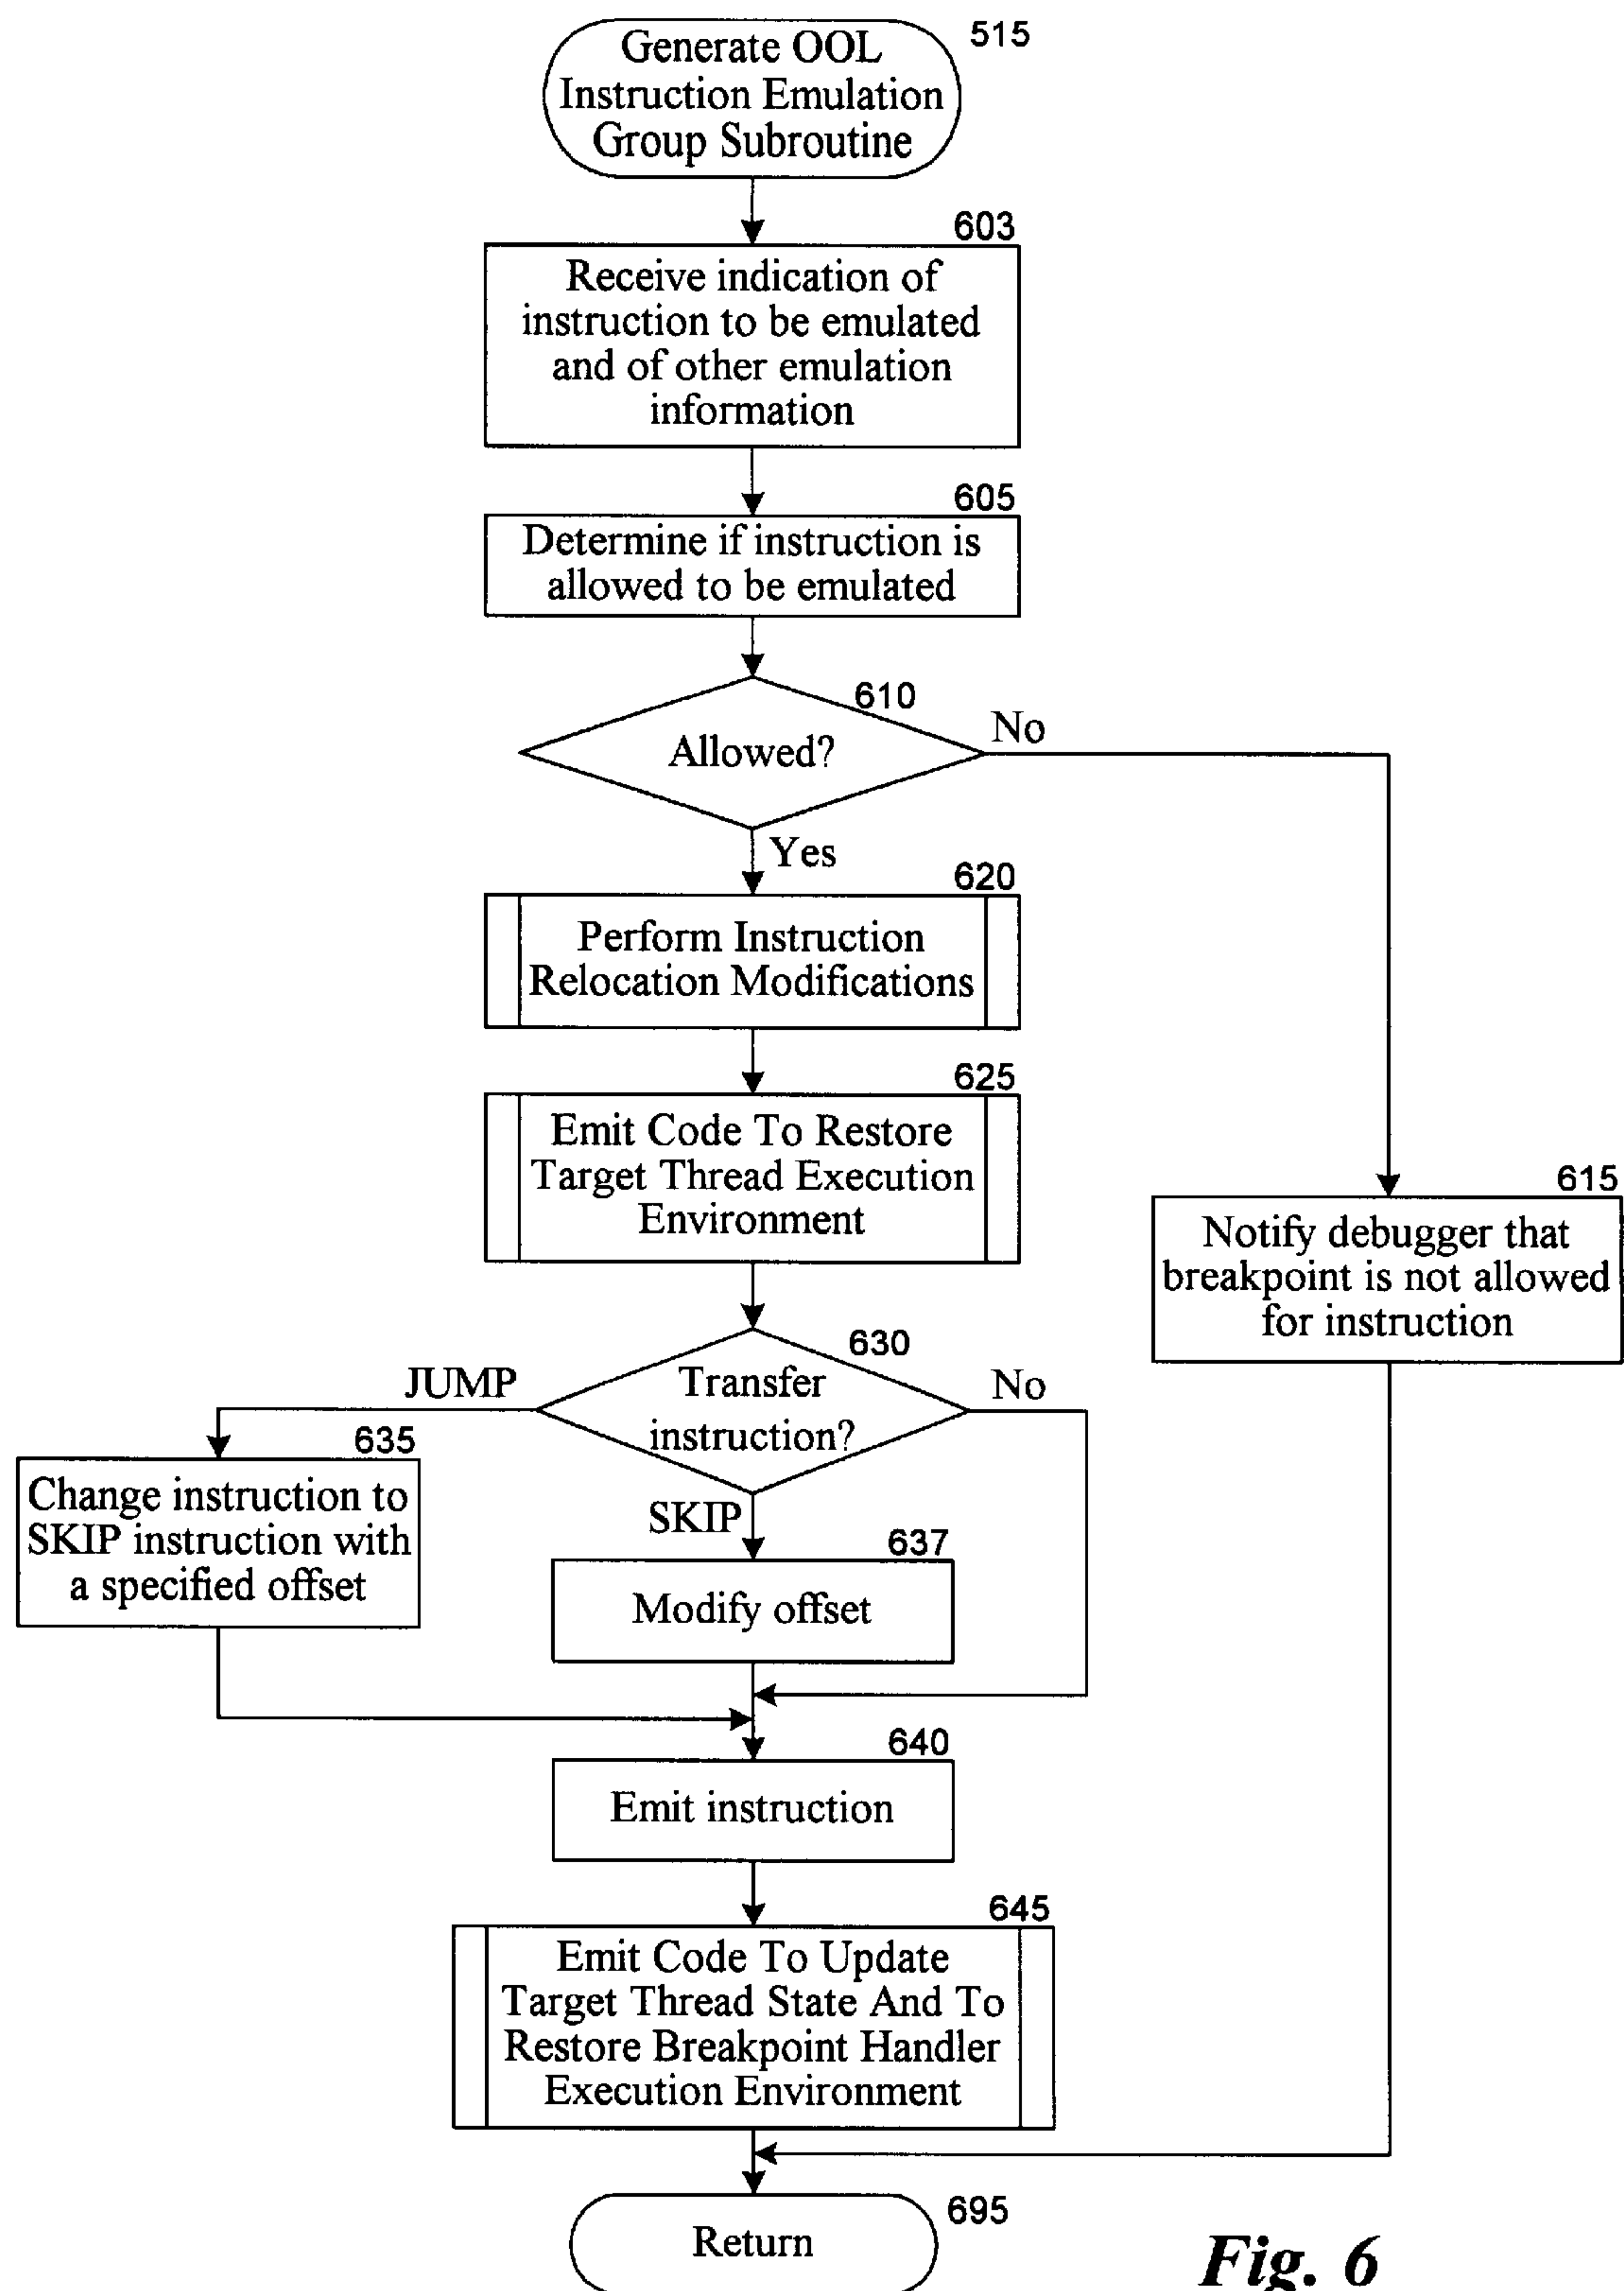 Generate OOL
Instruction Emulation
Group Subroutine
515
603
Receive indication of
instruction to be emulated
and of other emulation
information
605
Determine if instruction is
allowed to be emulated
610
Allowed?
No
Yes
620
Perform Instruction
Relocation Modifications
625
Emit Code To Restore
Target Thread Execution
Environment
615
Notify debugger that
breakpoint is not allowed
for instruction
630
Transfer
instruction?
JUMP
No
SKIP
635
Change instruction to
SKIP instruction with
a specified offset
637
Modify offset
640
Emit instruction
645
Emit Code To Update
Target Thread State And To
Restore Breakpoint Handler
Execution Environment
695
Return
Fig. 6